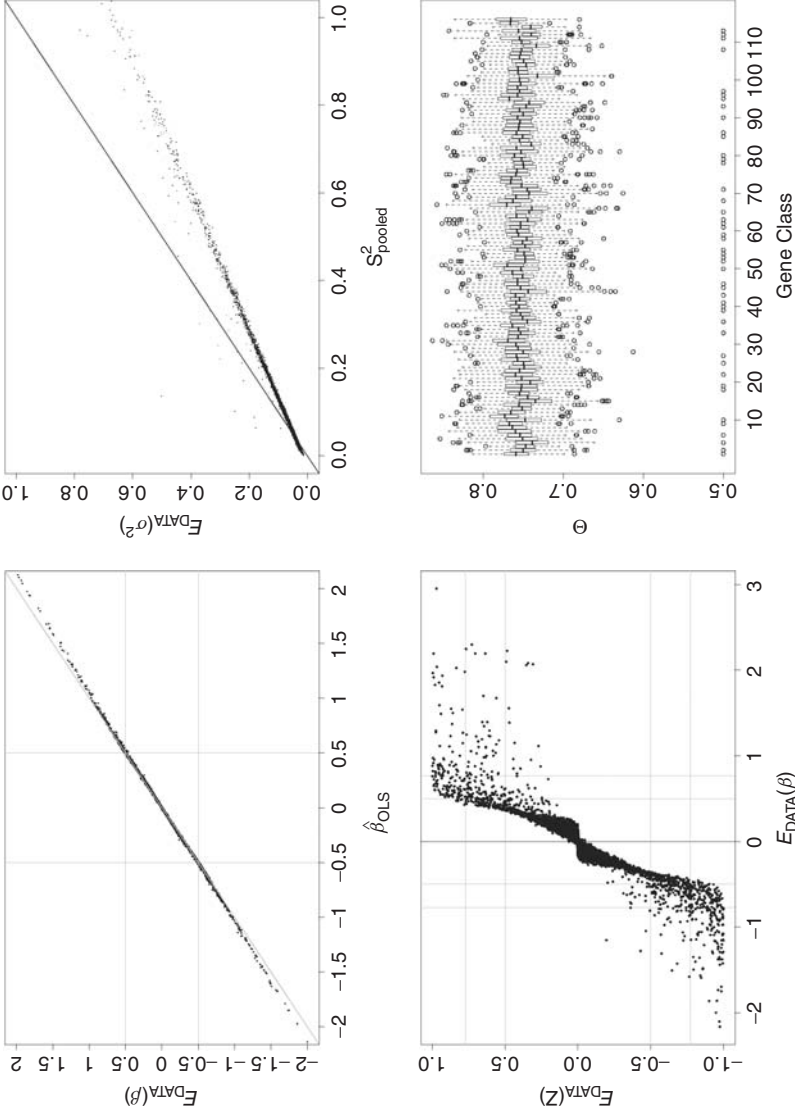 2 1.5 1 0.5 0 −0.5 −1 −1.5 −2
E_DATA(β)
−2 −1.5 −1 −0.5 0 0.5 1 1.5 2
β̂_OLS
1.0 0.8 0.6 0.4 0.2 0.0
E_DATA(σ²)
0.0 0.2 0.4 0.6 0.8 1.0
S²_pooled
1.0 0.5 0.0 −0.5 −1.0
E_DATA(Z)
−2 −1 0 1 2 3
E_DATA(β)
0.8 0.7 0.6 0.5
Θ
10 20 30 40 50 60 70 80 90 100 110
Gene Class